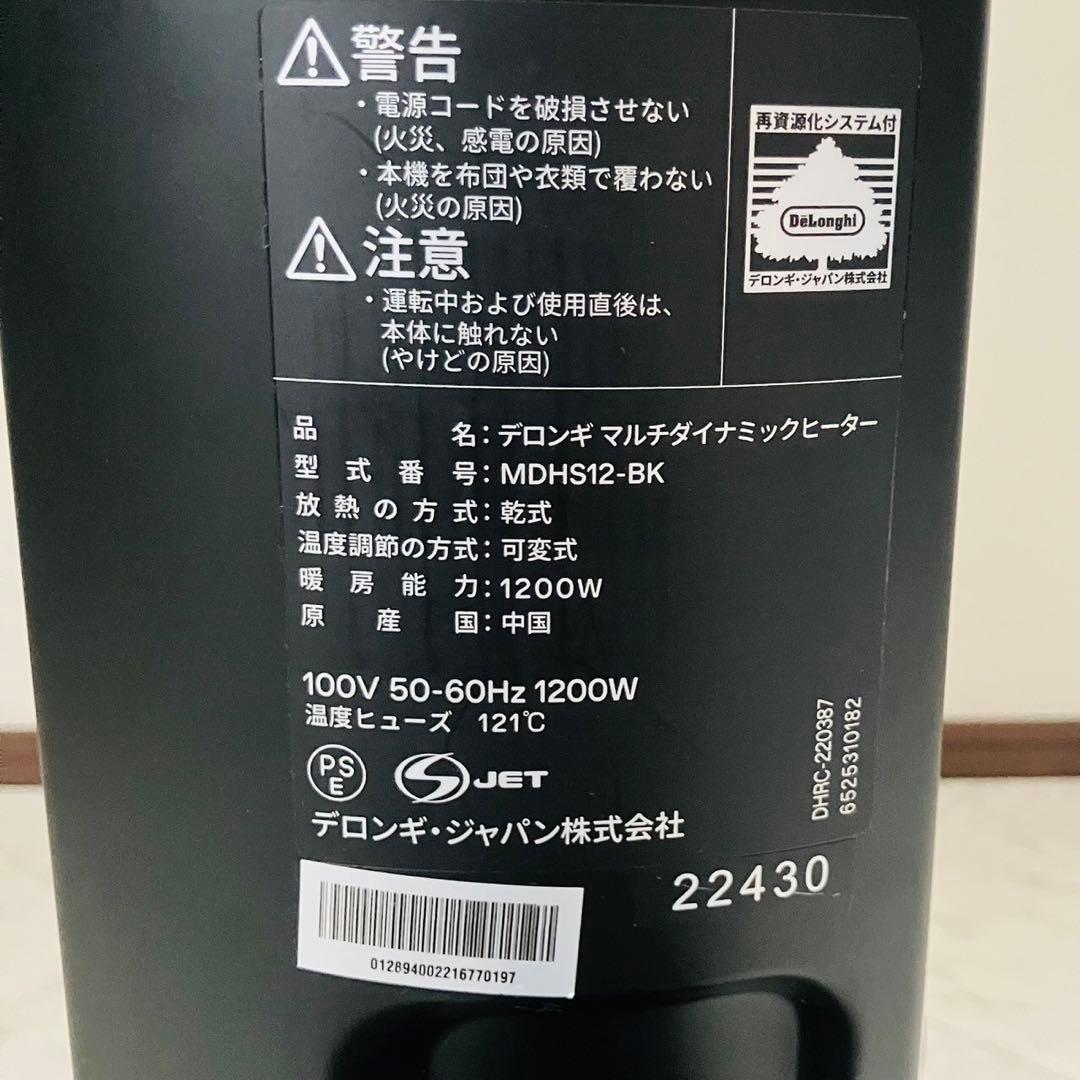 警告
・電源コードを破損させない
(火災、感電の原因)
・本機を布団や衣類で覆わない
(火災の原因)
注意
・運転中および使用直後は、
本体に触れない
(やけどの原因)
再資源化システム付
DeLonghi
デロンギ・ジャパン株式会社
品名：デロンギ マルチダイナミックヒーター
型式番号：MDHS12-BK
放熱の方式：乾式
温度調節の方式：可変式
暖房能力：1200W
原産国：中国
100V 50-60Hz 1200W
温度ヒューズ 121℃
PSE
S JET
デロンギ・ジャパン株式会社
DHRC-220387
6525310182
22430
012894002216770197